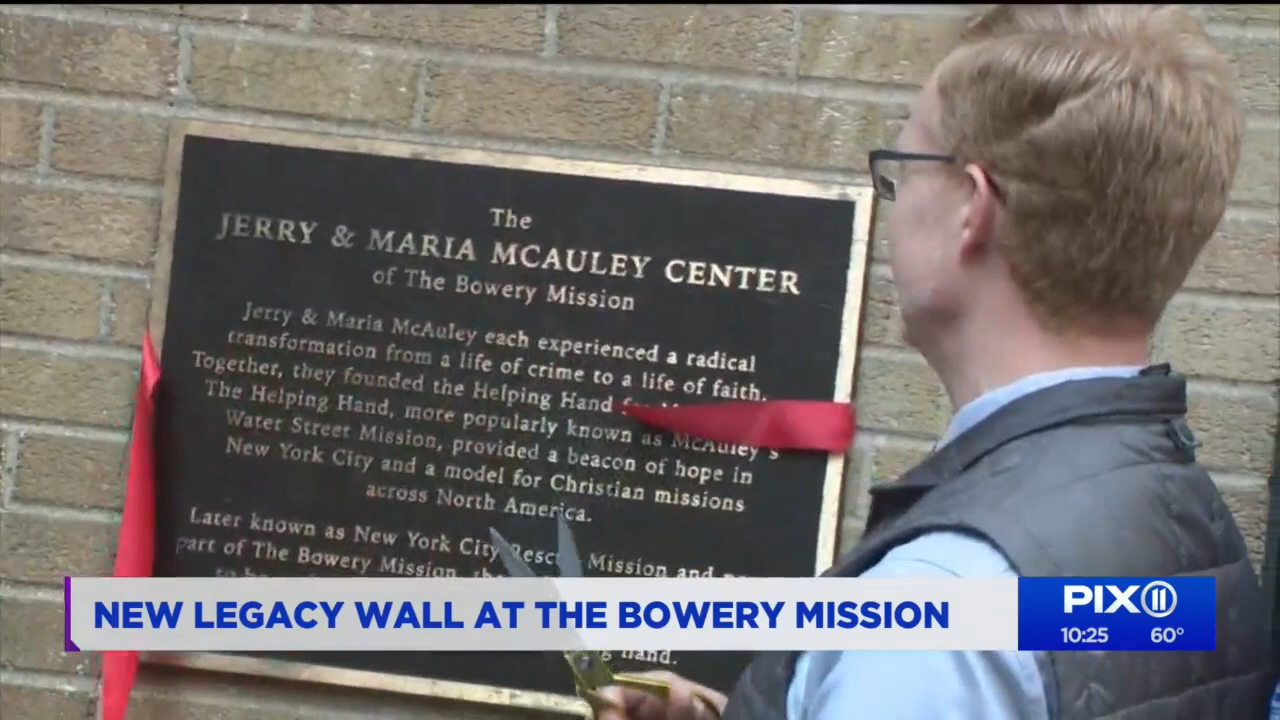 The
JERRY & MARIA MCAULEY CENTER
of The Bowery Mission
Jerry & Maria McAuley each experienced a radical
transformation from a life of crime to a life of faith.
Together, they founded the Helping Hand
The Helping Hand, more popularly known as McAuley's
Water Street Mission, provided a beacon of hope in
New York City and a model for Christian missions
across North America.
Later known as New York City Mission and
part of The Bowery Mission,
Hand.
NEW LEGACY WALL AT THE BOWERY MISSION
PIX11
10:25 60°